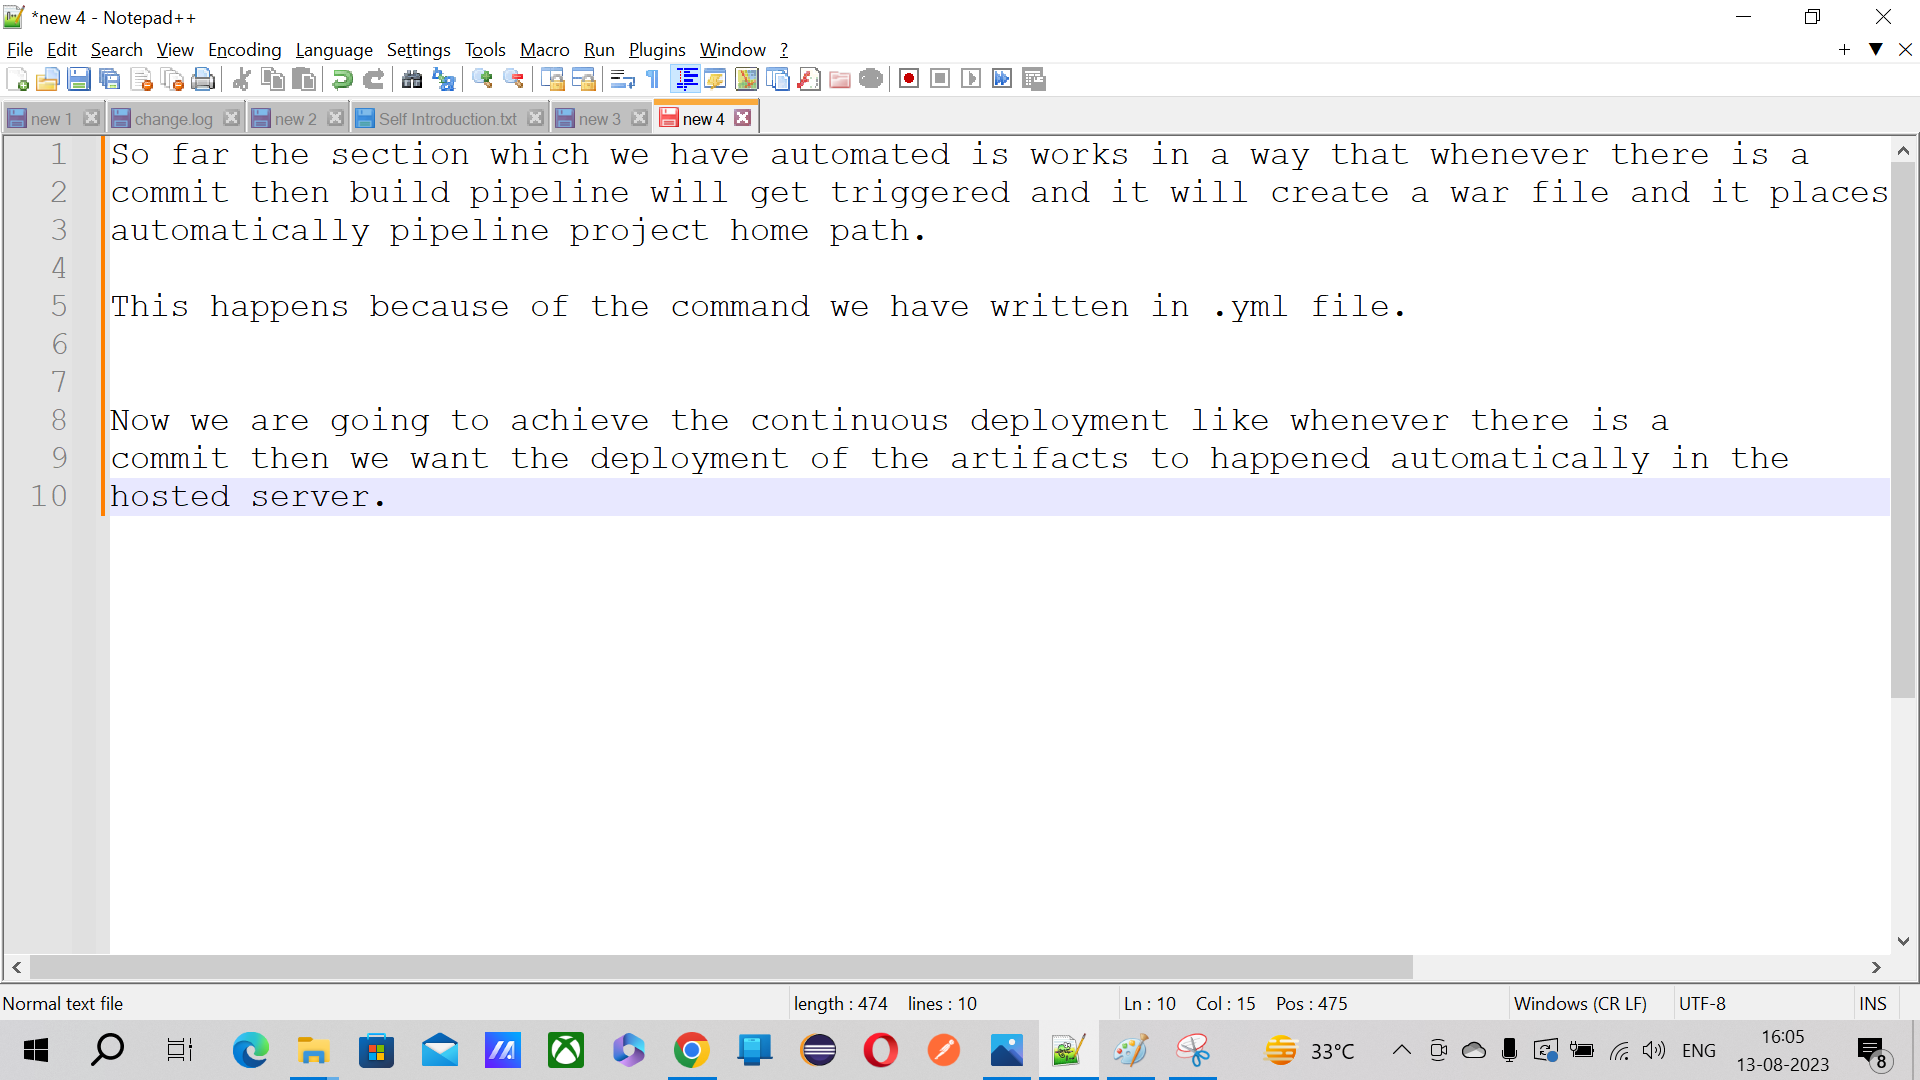 *new 4 - Notepad++
File Edit Search View Encoding Language Settings Tools Macro Run Plugins Window ?
new 1 change.log new 2 Self Introduction.txt new 3 new 4
1 So far the section which we have automated is works in a way that whenever there is a
2 commit then build pipeline will get triggered and it will create a war file and it places
3 automatically pipeline project home path.
4
5 This happens because of the command we have written in .yml file.
6
7
8 Now we are going to achieve the continuous deployment like whenever there is a
9 commit then we want the deployment of the artifacts to happened automatically in the
10 hosted server.
Normal text file length : 474 lines : 10 Ln : 10 Col : 15 Pos : 475 Windows (CR LF) UTF-8 INS
33°C ENG 16:05
13-08-2023 8